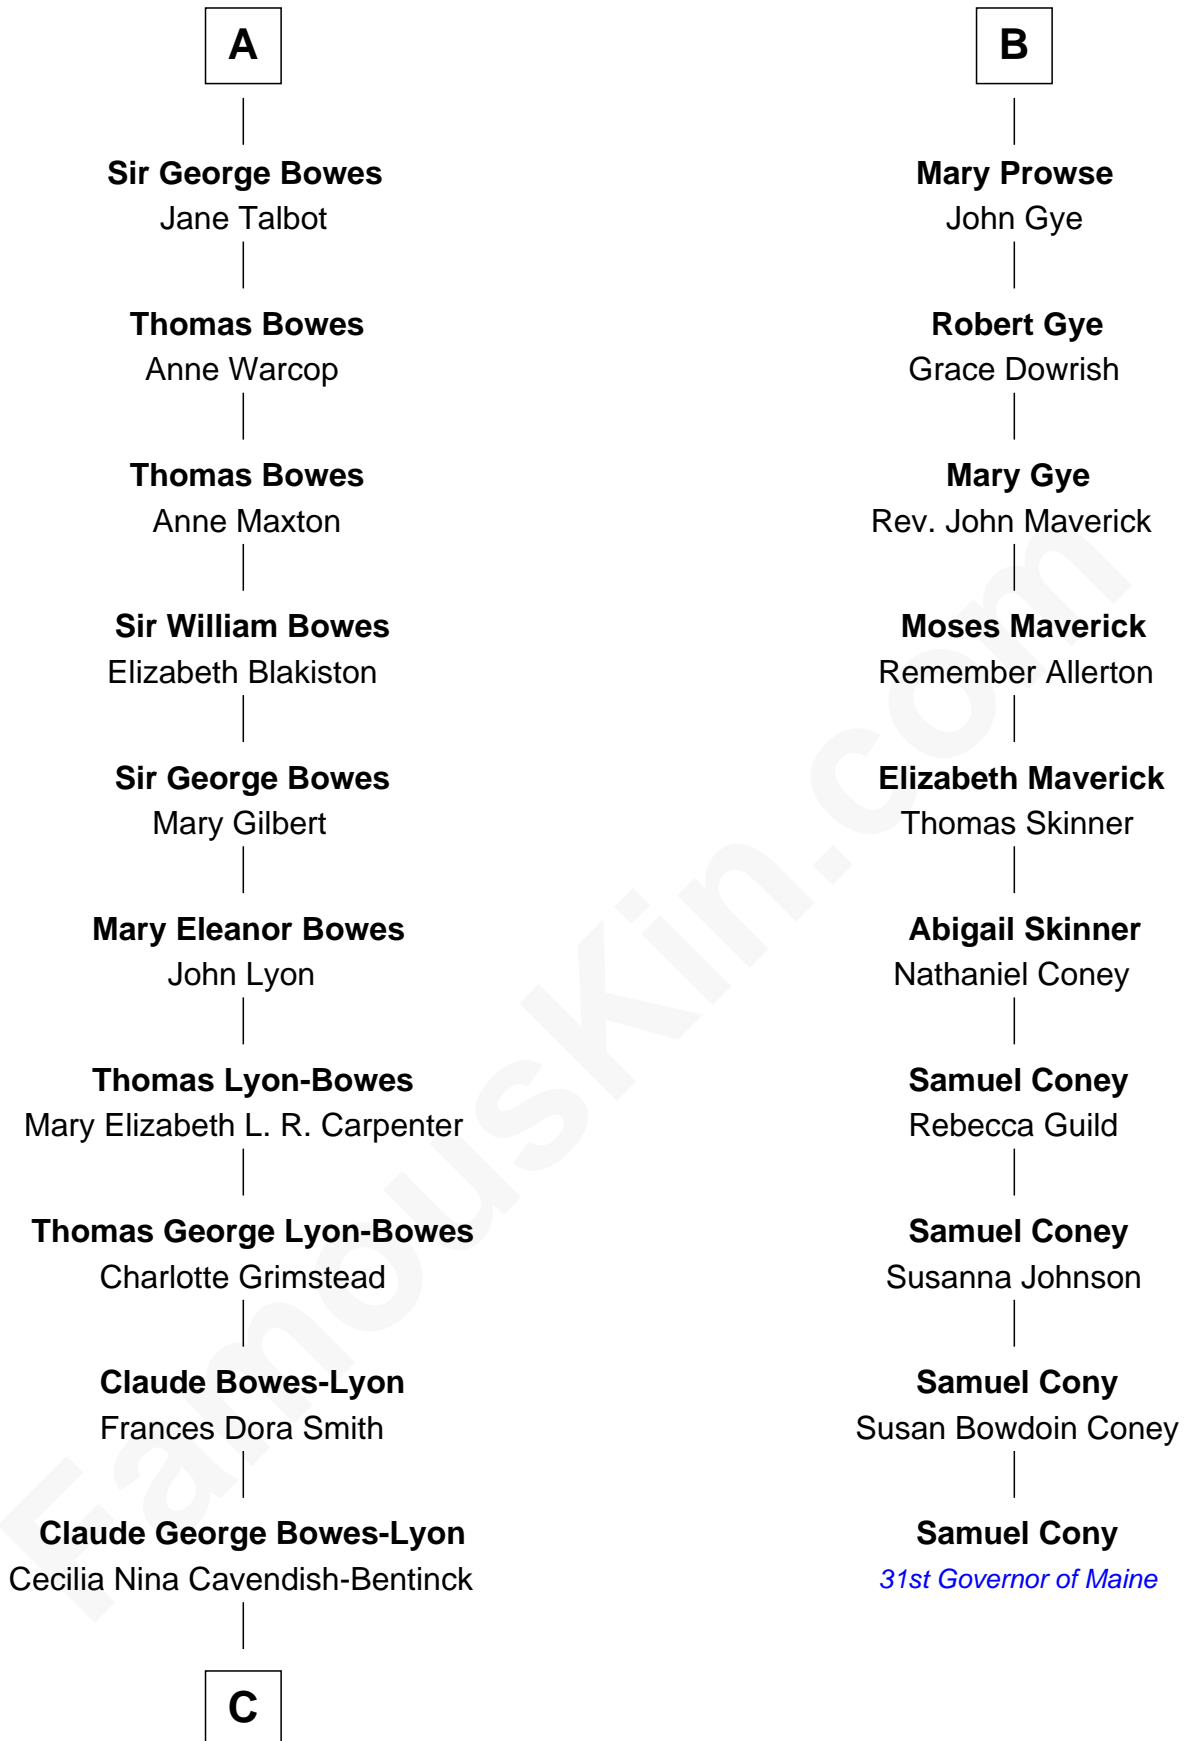 A
Sir George Bowes
Jane Talbot
Thomas Bowes
Anne Warcop
Thomas Bowes
Anne Maxton
Sir William Bowes
Elizabeth Blakiston
Sir George Bowes
Mary Gilbert
Mary Eleanor Bowes
John Lyon
Thomas Lyon-Bowes
Mary Elizabeth L. R. Carpenter
Thomas George Lyon-Bowes
Charlotte Grimstead
Claude Bowes-Lyon
Frances Dora Smith
Claude George Bowes-Lyon
Cecilia Nina Cavendish-Bentinck
C
B
Mary Prowse
John Gye
Robert Gye
Grace Dowrish
Mary Gye
Rev. John Maverick
Moses Maverick
Remember Allerton
Elizabeth Maverick
Thomas Skinner
Abigail Skinner
Nathaniel Coney
Samuel Coney
Rebecca Guild
Samuel Coney
Susanna Johnson
Samuel Cony
Susan Bowdoin Coney
Samuel Cony
31st Governor of Maine
FamousKin.com